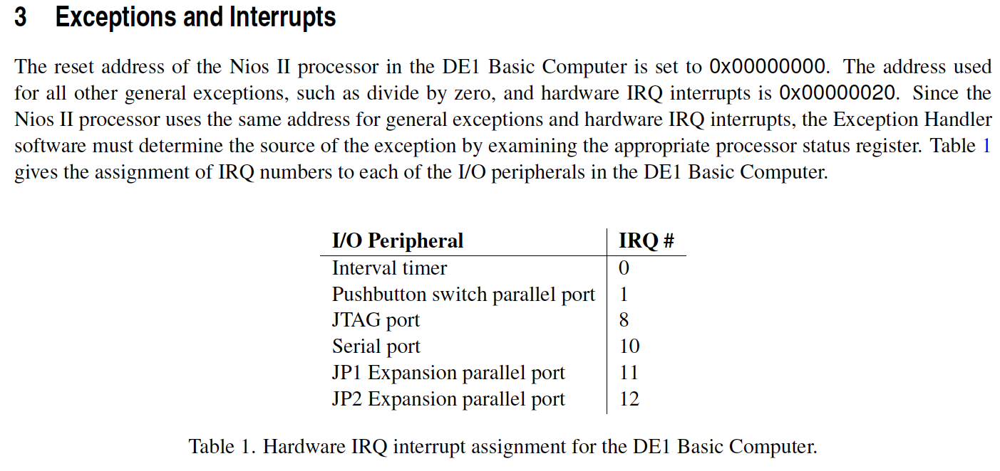 3 Exceptions and Interrupts
The reset address of the Nios II processor in the DE1 Basic Computer is set to 0x00000000. The address used
for all other general exceptions, such as divide by zero, and hardware IRQ interrupts is 0x00000020. Since the
Nios II processor uses the same address for general exceptions and hardware IRQ interrupts, the Exception Handler
software must determine the source of the exception by examining the appropriate processor status register. Table 1
gives the assignment of IRQ numbers to each of the I/O peripherals in the DE1 Basic Computer.
I/O Peripheral IRQ #
Interval timer 0
Pushbutton switch parallel port 1
JTAG port 8
Serial port 10
JP1 Expansion parallel port 11
JP2 Expansion parallel port 12
Table 1. Hardware IRQ interrupt assignment for the DE1 Basic Computer.